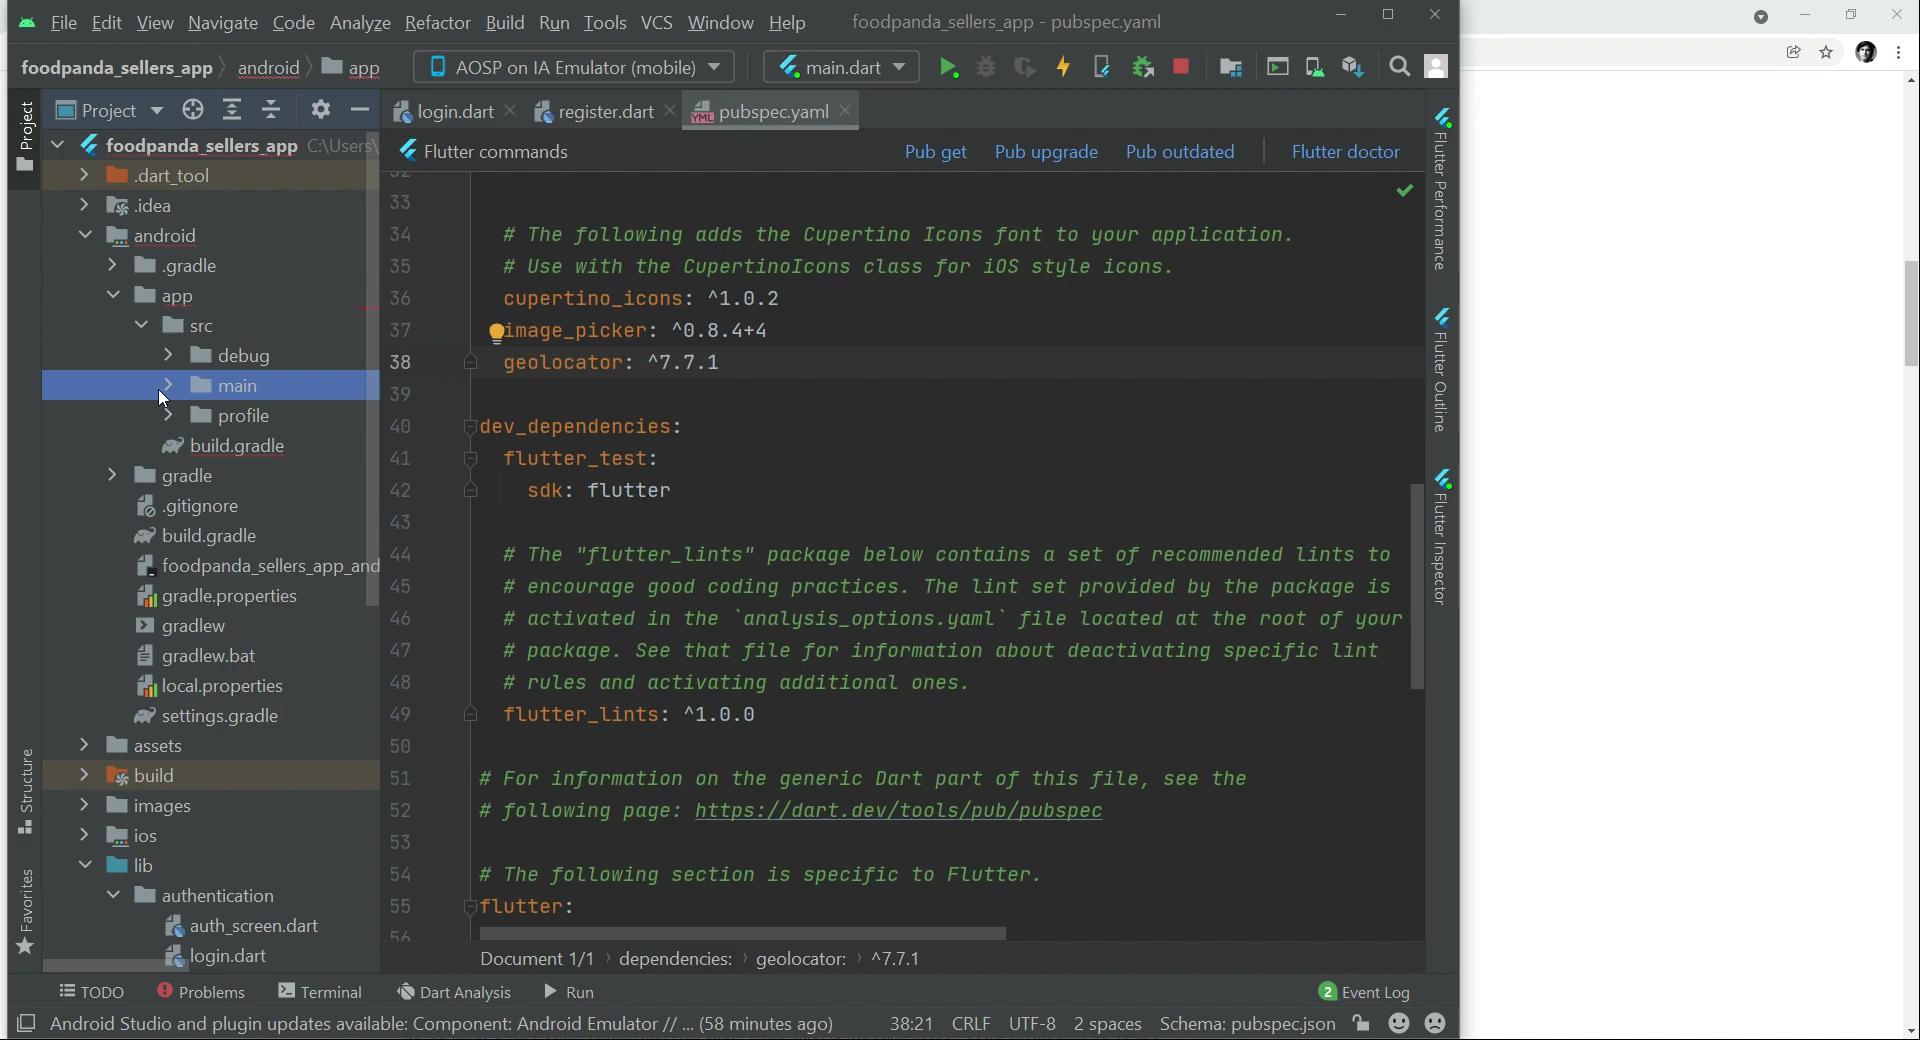 File Edit View Navigate Code Analyze Refactor Build Run Tools VCS Window Help foodpanda_sellers_app - pubspec.yaml
foodpanda_sellers_app android app AOSP on IA Emulator (mobile) main.dart
Project login.dart register.dart pubspec.yaml
Project
foodpanda_sellers_app C:\Users\
.dart_tool
.idea
android
.gradle
app
src
debug
main
profile
build.gradle
gradle
.gitignore
build.gradle
foodpanda_sellers_app_and
gradle.properties
gradlew
gradlew.bat
local.properties
settings.gradle
assets
build
images
ios
lib
authentication
auth_screen.dart
login.dart
Structure
Favorites
Flutter commands Pub get Pub upgrade Pub outdated Flutter doctor
33
34 # The following adds the Cupertino Icons font to your application.
35 # Use with the CupertinoIcons class for iOS style icons.
36 cupertino_icons: ^1.0.2
37 image_picker: ^0.8.4+4
38 geolocator: ^7.7.1
39
40 dev_dependencies:
41 flutter_test:
42 sdk: flutter
43
44 # The "flutter_lints" package below contains a set of recommended lints to
45 # encourage good coding practices. The lint set provided by the package is
46 # activated in the `analysis_options.yaml` file located at the root of your
47 # package. See that file for information about deactivating specific lint
48 # rules and activating additional ones.
49 flutter_lints: ^1.0.0
50
51 # For information on the generic Dart part of this file, see the
52 # following page: https://dart.dev/tools/pub/pubspec
53
54 # The following section is specific to Flutter.
55 flutter:
56
Document 1/1 dependencies: geolocator: ^7.7.1
Flutter Performance
Flutter Outline
Flutter Inspector
TODO Problems Terminal Dart Analysis Run 2 Event Log
Android Studio and plugin updates available: Component: Android Emulator // ... (58 minutes ago) 38:21 CRLF UTF-8 2 spaces Schema: pubspec.json